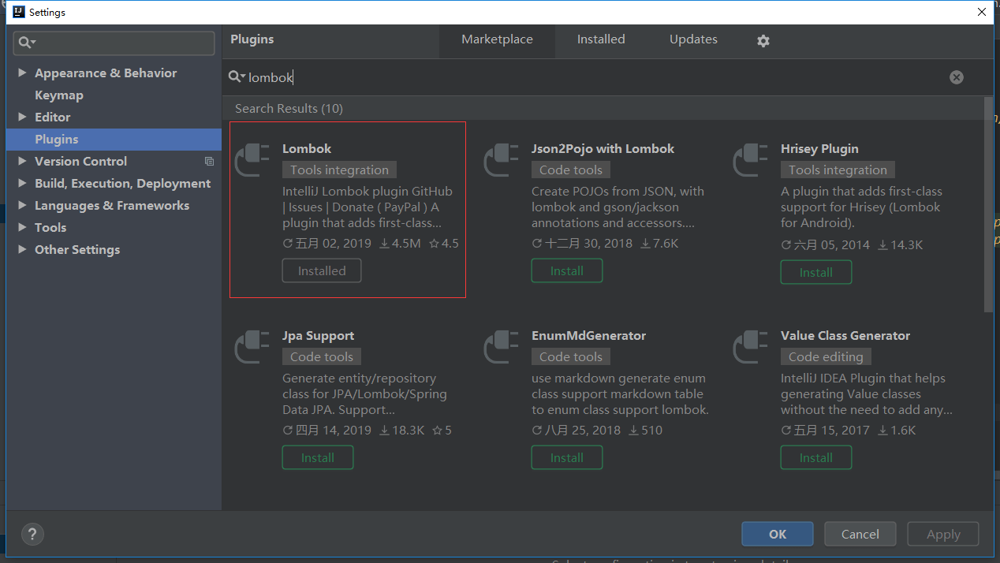 Settings
Plugins
Marketplace
Installed
Updates
Appearance & Behavior
Keymap
Editor
Plugins
Version Control
Build, Execution, Deployment
Languages & Frameworks
Tools
Other Settings
lombok
Search Results (10)
Lombok
Tools integration
IntelliJ Lombok plugin GitHub
| Issues | Donate ( PayPal ) A
plugin that adds first-class...
五月 02, 2019 4.5M 4.5
Installed
Json2Pojo with Lombok
Code tools
Create POJOs from JSON, with
lombok and gson/jackson
annotations and accessors....
十二月 30, 2018 7.6K
Install
Hrisey Plugin
Tools integration
A plugin that adds first-class
support for Hrisey (Lombok
for Android).
六月 05, 2014 14.3K
Install
Jpa Support
Code tools
Generate entity/repository
class for JPA/Lombok/Spring
Data JPA. Support...
四月 14, 2019 18.3K 5
Install
EnumMdGenerator
Code tools
use markdown generate enum
class support markdown table
to enum class support lombok.
八月 25, 2018 510
Install
Value Class Generator
Code editing
IntelliJ IDEA Plugin that helps
generating Value classes
without the need to add any...
五月 15, 2017 1.6K
Install
?
OK
Cancel
Apply